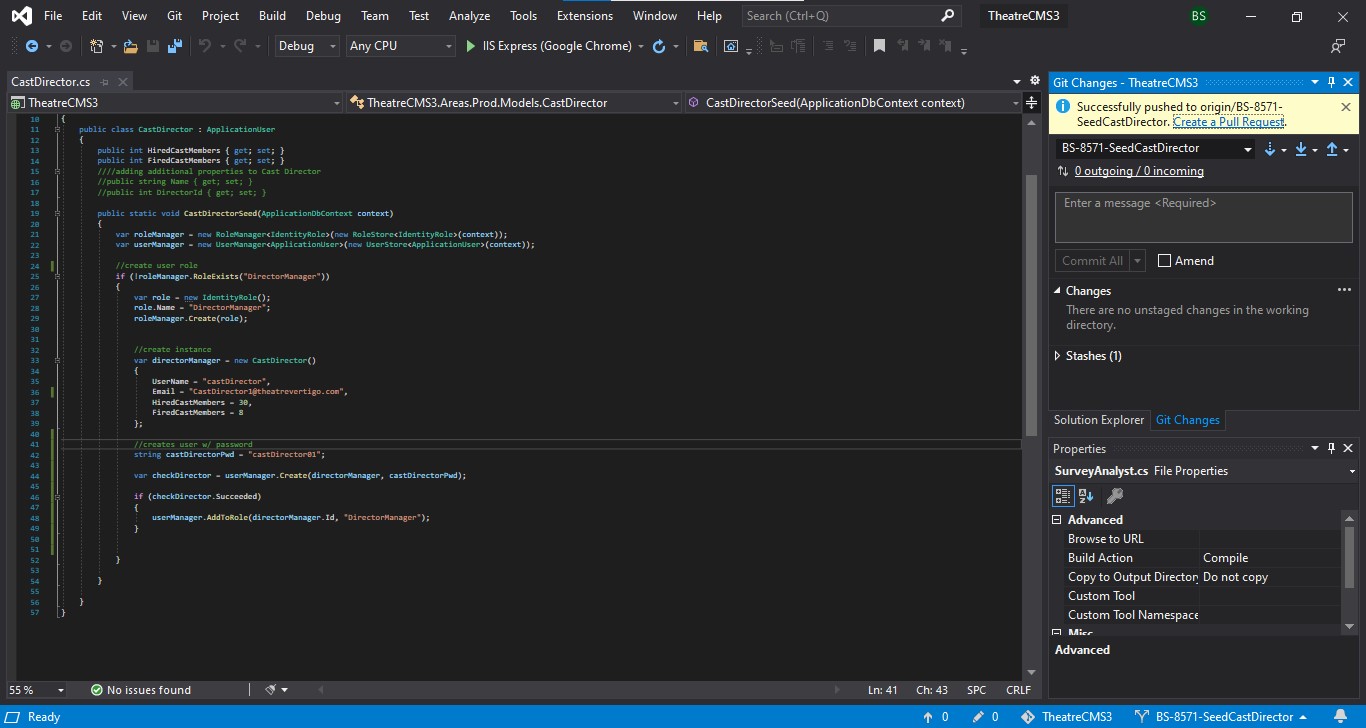 File Edit View Git Project Build Debug Team Test Analyze Tools Extensions Window Help Search (Ctrl+Q) TheatreCMS3 BS
Debug Any CPU IIS Express (Google Chrome)
CastDirector.cs
TheatreCMS3 TheatreCMS3.Areas.Prod.Models.CastDirector CastDirectorSeed(ApplicationDbContext context)
10 {
11 public class CastDirector : ApplicationUser
12 {
13 public int HiredCastMembers { get; set; }
14 public int FiredCastMembers { get; set; }
15 ////adding additional properties to Cast Director
16 //public string Name { get; set; }
17 //public int DirectorId { get; set; }
18
19 public static void CastDirectorSeed(ApplicationDbContext context)
20 {
21 var roleManager = new RoleManager<IdentityRole>(new RoleStore<IdentityRole>(context));
22 var userManager = new UserManager<ApplicationUser>(new UserStore<ApplicationUser>(context));
23
24 //create user role
25 if (!roleManager.RoleExists("DirectorManager"))
26 {
27 var role = new IdentityRole();
28 role.Name = "DirectorManager";
29 roleManager.Create(role);
30
31
32 //create instance
33 var directorManager = new CastDirector()
34 {
35 UserName = "castDirector",
36 Email = "CastDirector1@theatrevertigo.com",
37 HiredCastMembers = 30,
38 FiredCastMembers = 8
39 };
40
41 //creates user w/ password
42 string castDirectorPwd = "castDirector01";
43
44 var checkDirector = userManager.Create(directorManager, castDirectorPwd);
45
46 if (checkDirector.Succeeded)
47 {
48 userManager.AddToRole(directorManager.Id, "DirectorManager");
49 }
50
51
52 }
53
54 }
55
56 }
57 }
55 % No issues found Ln: 41 Ch: 43 SPC CRLF
Git Changes - TheatreCMS3
Successfully pushed to origin/BS-8571-
SeedCastDirector. Create a Pull Request.
BS-8571-SeedCastDirector
0 outgoing / 0 incoming
Enter a message <Required>
Commit All Amend
Changes
There are no unstaged changes in the working
directory.
Stashes (1)
Solution Explorer Git Changes
Properties
SurveyAnalyst.cs File Properties
Advanced
Browse to URL
Build Action Compile
Copy to Output Directory Do not copy
Custom Tool
Custom Tool Namespace
Misc
Advanced
Ready 0 0 TheatreCMS3 BS-8571-SeedCastDirector